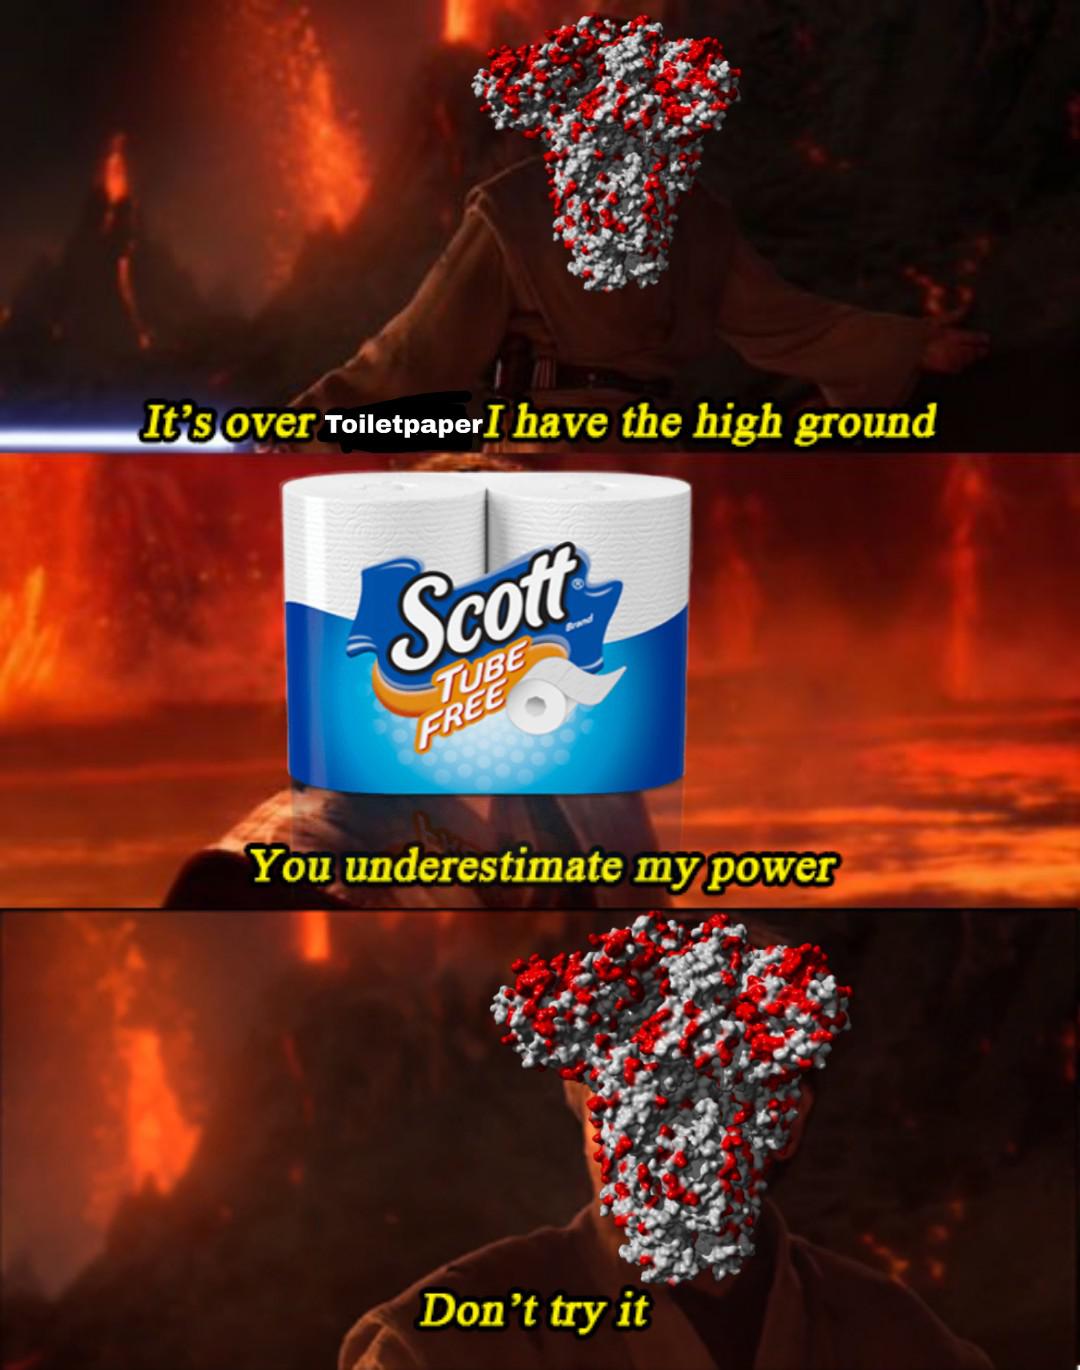 It's over Toiletpaper I have the high ground
Scott®
Brand
TUBE
FREE
You underestimate my power
Don't try it